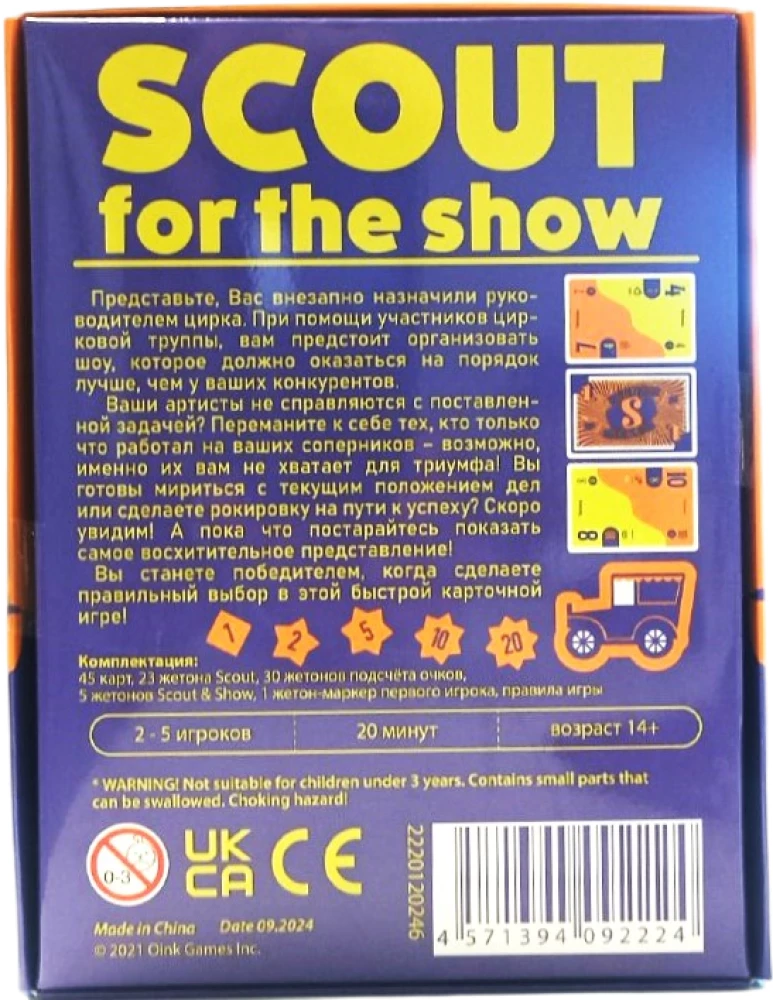 SCOUT
for the show
Представьте, Вас внезапно назначили руко-
водителем цирка. При помощи участников цир-
ковой труппы, вам предстоит организовать
шоу, которое должно оказаться на порядок
лучше, чем у ваших конкурентов.
Ваши артисты не справляются с поставлен-
ной задачей? Переманите к себе тех, кто только
что работал на ваших соперников – возможно,
именно их вам не хватает для триумфа! Вы
готовы мириться с текущим положением дел
или сделаете рокировку на пути к успеху? Скоро
увидим! А пока что постарайтесь показать
самое восхитительное представление!
Вы станете победителем, когда сделаете
правильный выбор в этой быстрой карточной
игре!
4
7
S
10
8
1 2 5 10 20
Комплектация:
45 карт, 23 жетона Scout, 30 жетонов подсчёта очков,
5 жетонов Scout & Show, 1 жетон-маркер первого игрока, правила игры
2 - 5 игроков 20 минут возраст 14+
* WARNING! Not suitable for children under 3 years. Contains small parts that
can be swallowed. Choking hazard!
0-3
UK
CA
CE
2220120246
4 571394 092224
Made in China Date 09.2024
© 2021 Oink Games Inc.